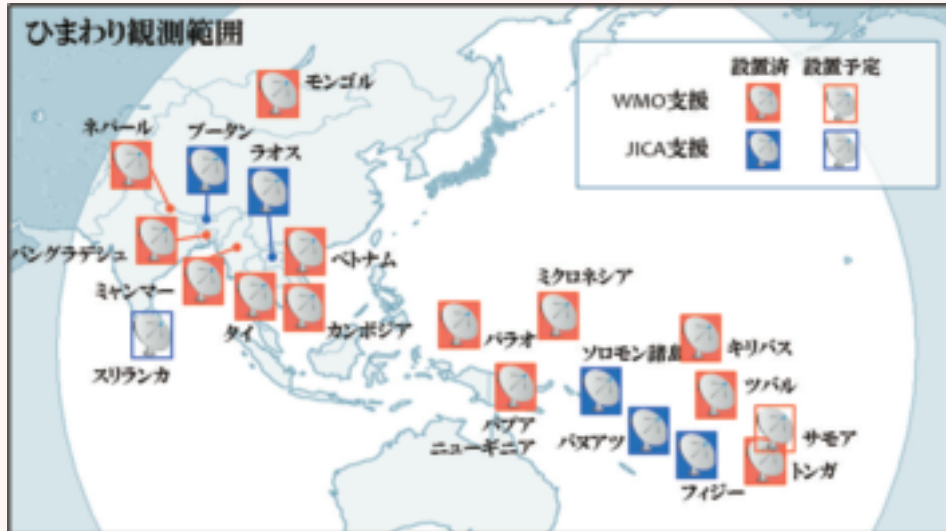 ひまわり観測範囲
設置済 設置予定
WMO支援
JICA支援
モンゴル
ネパール
ブータン
ラオス
バングラデシュ
ベトナム
ミャンマー
タイ
カンボジア
スリランカ
ミクロネシア
パラオ
ソロモン諸島
キリバス
ツバル
パプア
ニューギニア
バヌアツ
フィジー
サモア
トンガ